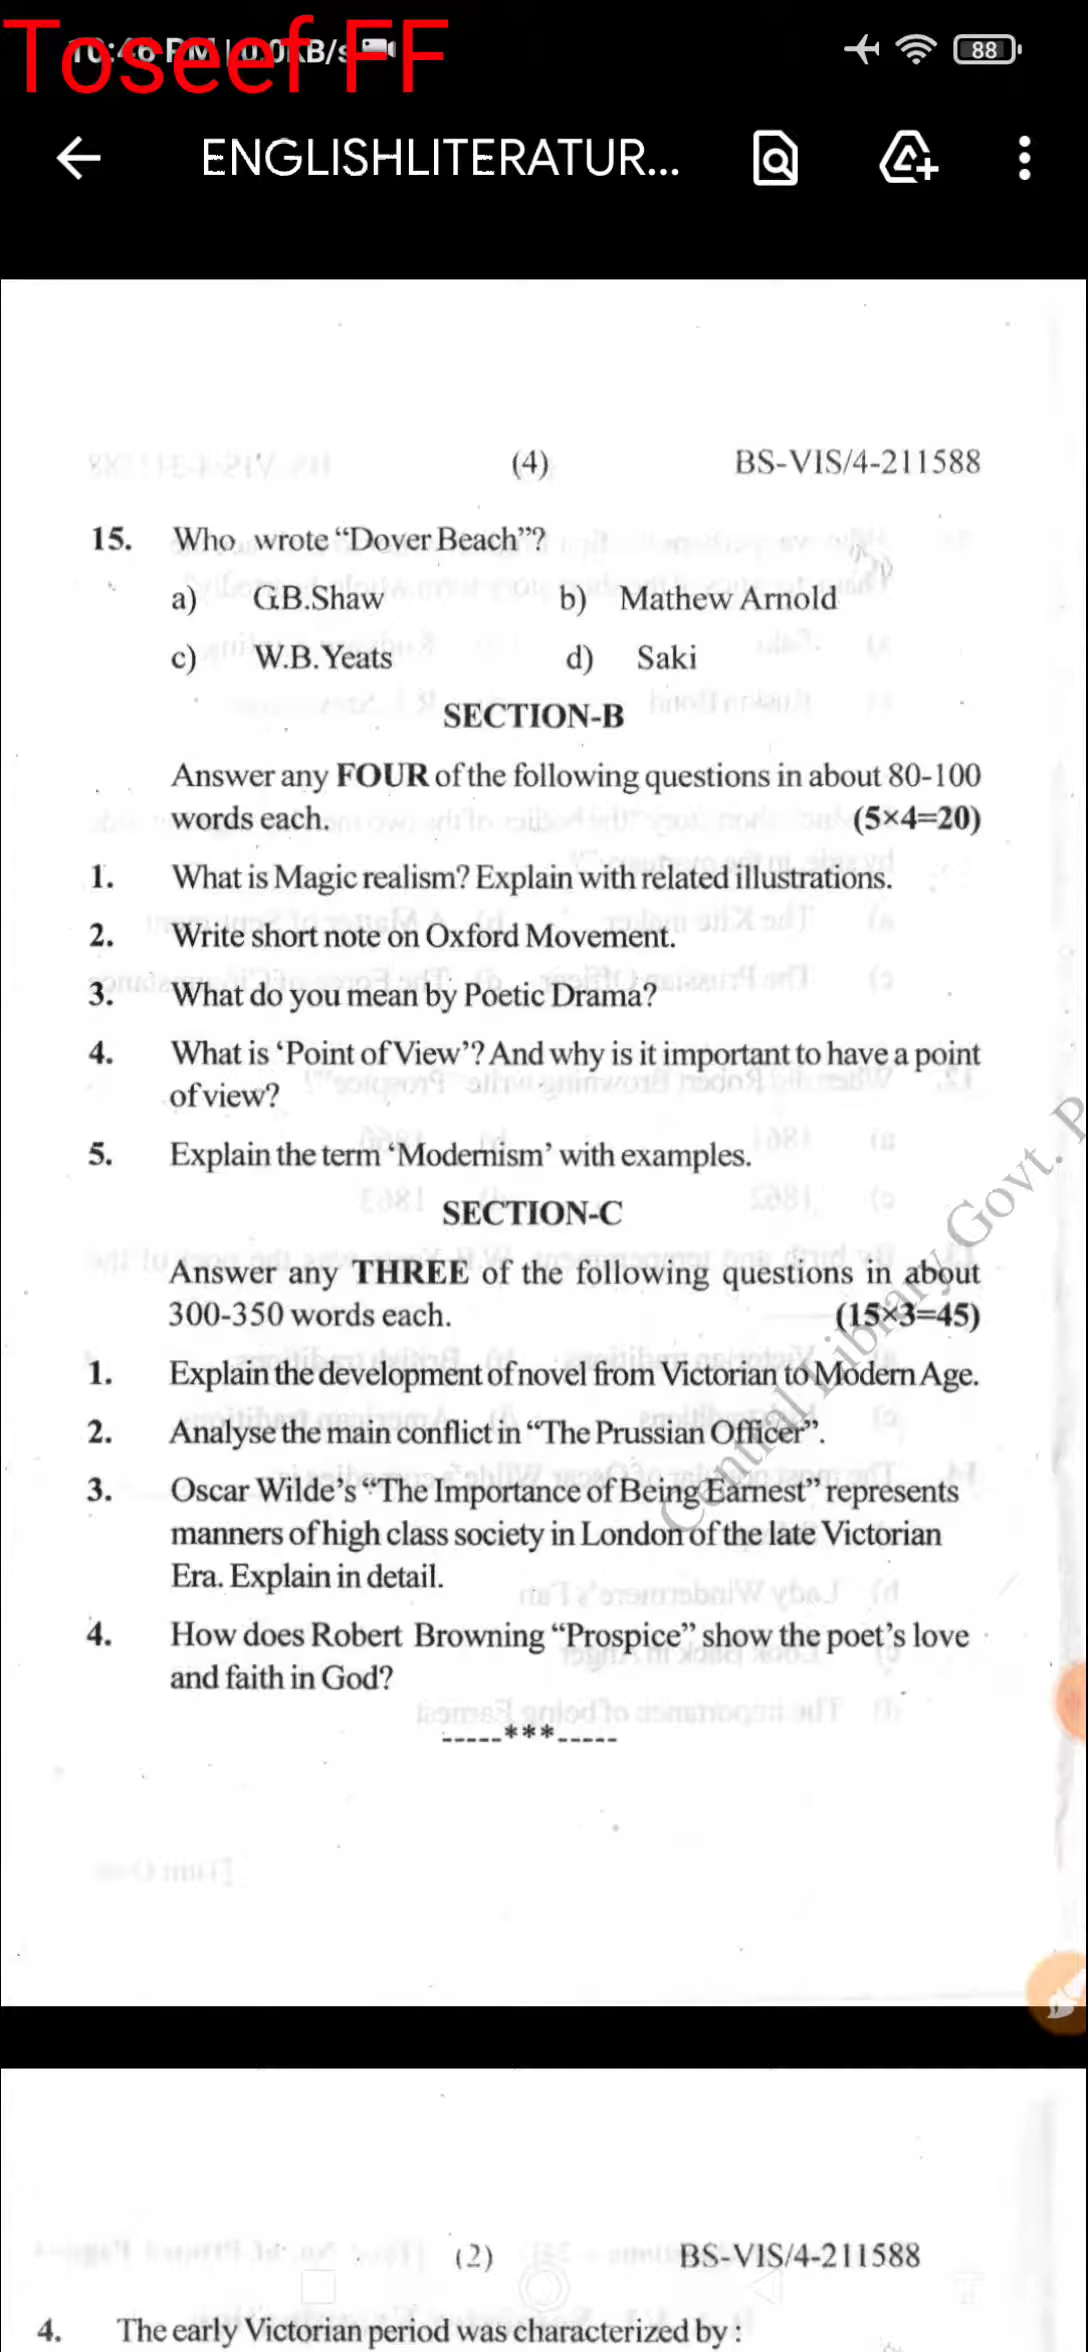 Toseef FF
10:46 PM | 0.0KB/s
88
ENGLISHLITERATUR...
(4) BS-VIS/4-211588
15. Who wrote “Dover Beach”?
a) G.B.Shaw b) Mathew Arnold
c) W.B.Yeats d) Saki
SECTION-B
Answer any FOUR of the following questions in about 80-100
words each. (5×4=20)
1. What is Magic realism? Explain with related illustrations.
2. Write short note on Oxford Movement.
3. What do you mean by Poetic Drama?
4. What is ‘Point of View’? And why is it important to have a point
of view?
5. Explain the term ‘Modernism’ with examples.
SECTION-C
Answer any THREE of the following questions in about
300-350 words each. (15×3=45)
1. Explain the development of novel from Victorian to Modern Age.
2. Analyse the main conflict in “The Prussian Officer”.
3. Oscar Wilde’s “The Importance of Being Earnest” represents
manners of high class society in London of the late Victorian
Era. Explain in detail.
4. How does Robert Browning “Prospice” show the poet’s love
and faith in God?
-----***-----
Central Library Govt. P
(2) BS-VIS/4-211588
4. The early Victorian period was characterized by :